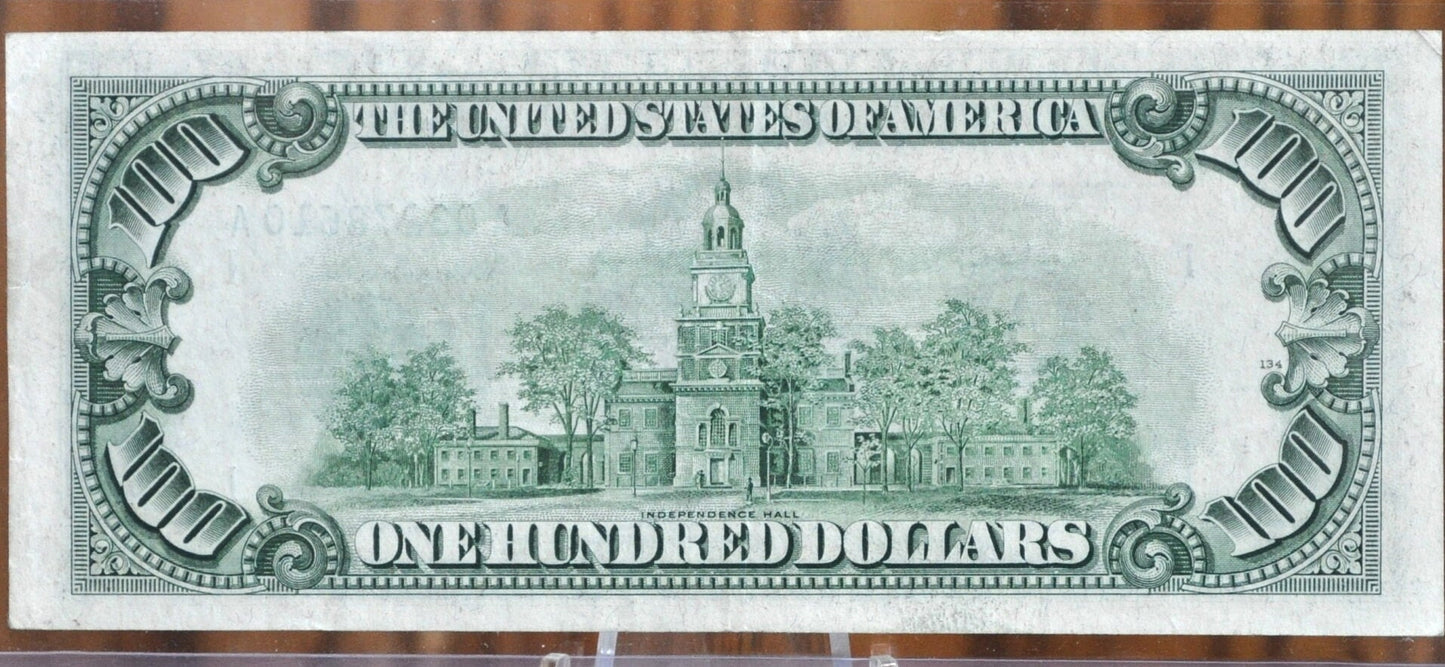 THE UNITED STATES OF AMERICA
100
100
134
INDEPENDENCE HALL
100
100
ONE HUNDRED DOLLARS